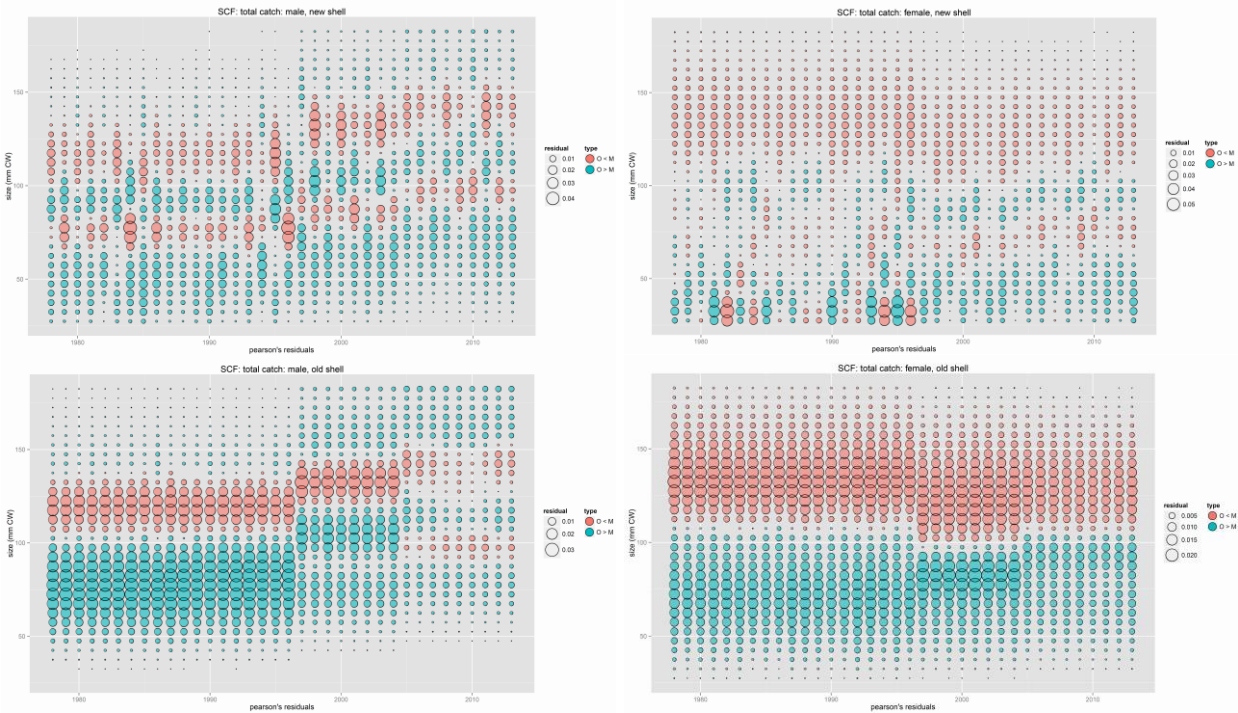 SCF: total catch: male, new shell
150
100
50
size (mm CW)
1980
1990
2000
2010
pearson's residuals
residual
0.01
0.02
0.03
0.04
type
O < M
O > M
SCF: total catch: female, new shell
150
100
50
size (mm CW)
1980
1990
2000
2010
pearson's residuals
residual
0.01
0.02
0.03
0.04
0.05
type
O < M
O > M
SCF: total catch: male, old shell
150
100
50
size (mm CW)
1980
1990
2000
2010
pearson's residuals
residual
0.01
0.02
0.03
type
O < M
O > M
SCF: total catch: female, old shell
150
100
50
size (mm CW)
1980
1990
2000
2010
pearson's residuals
residual
0.005
0.010
0.015
0.020
type
O < M
O > M